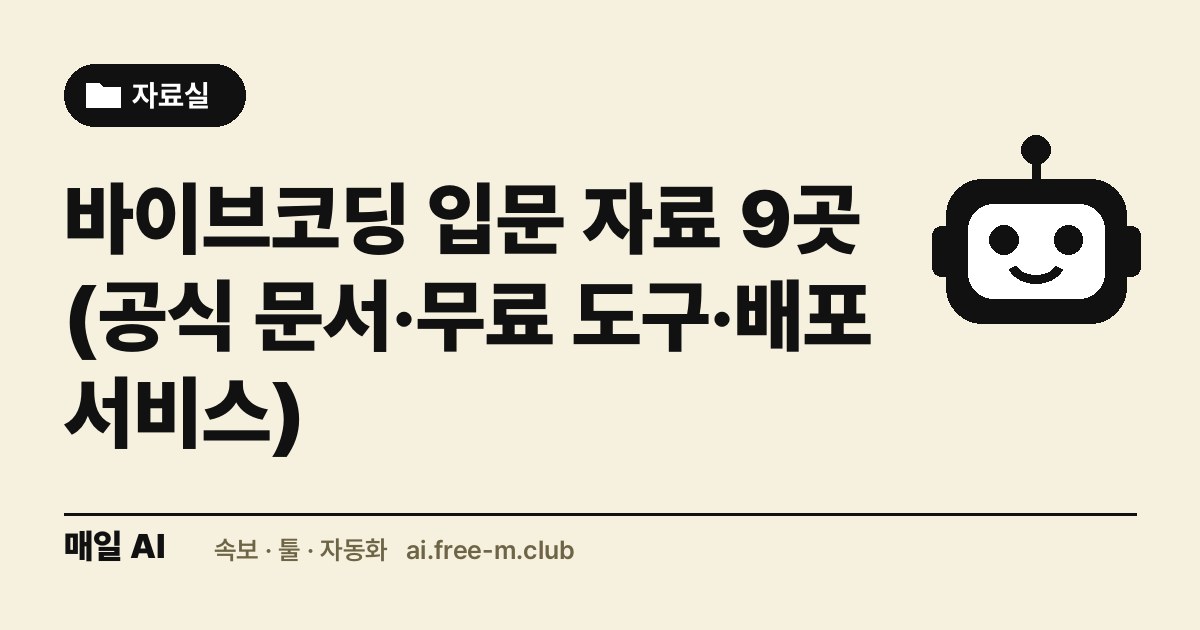 자료실
바이브코딩 입문 자료 9곳
(공식 문서·무료 도구·배포
서비스)
매일 AI 속보 · 툴 · 자동화 ai.free-m.club